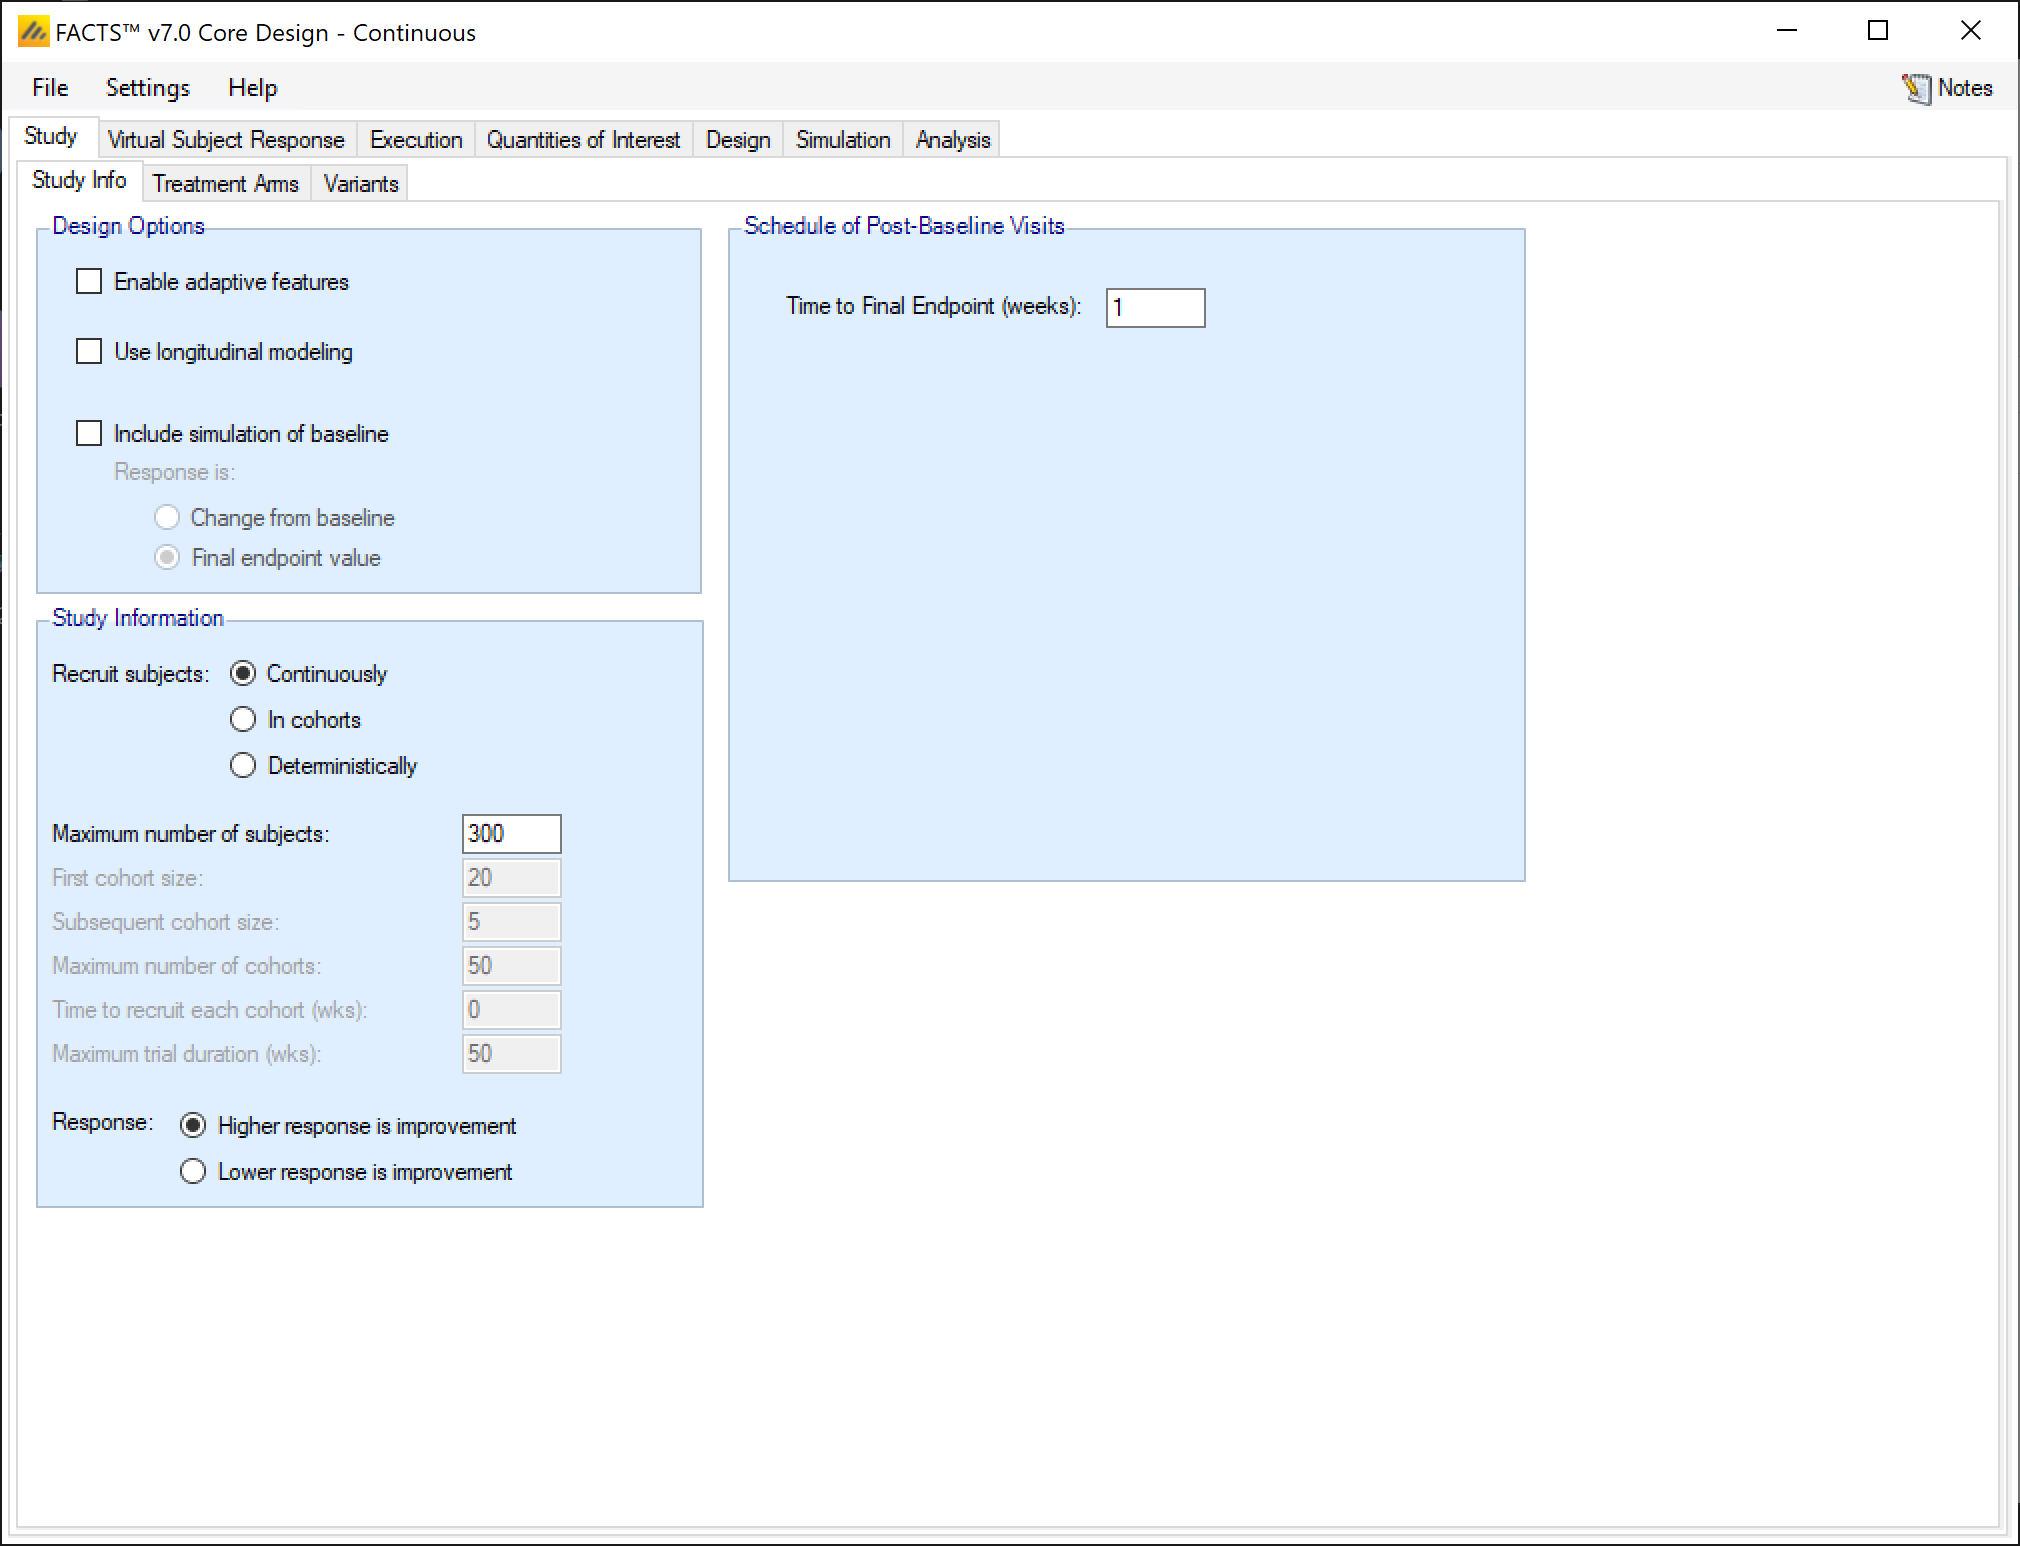 FACTS™ v7.0 Core Design - Continuous
File Settings Help Notes
Study Virtual Subject Response Execution Quantities of Interest Design Simulation Analysis
Study Info Treatment Arms Variants
Design Options
Enable adaptive features
Use longitudinal modeling
Include simulation of baseline
Response is:
Change from baseline
Final endpoint value
Study Information
Recruit subjects: Continuously
In cohorts
Deterministically
Maximum number of subjects: 300
First cohort size: 20
Subsequent cohort size: 5
Maximum number of cohorts: 50
Time to recruit each cohort (wks): 0
Maximum trial duration (wks): 50
Response: Higher response is improvement
Lower response is improvement
Schedule of Post-Baseline Visits
Time to Final Endpoint (weeks): 1